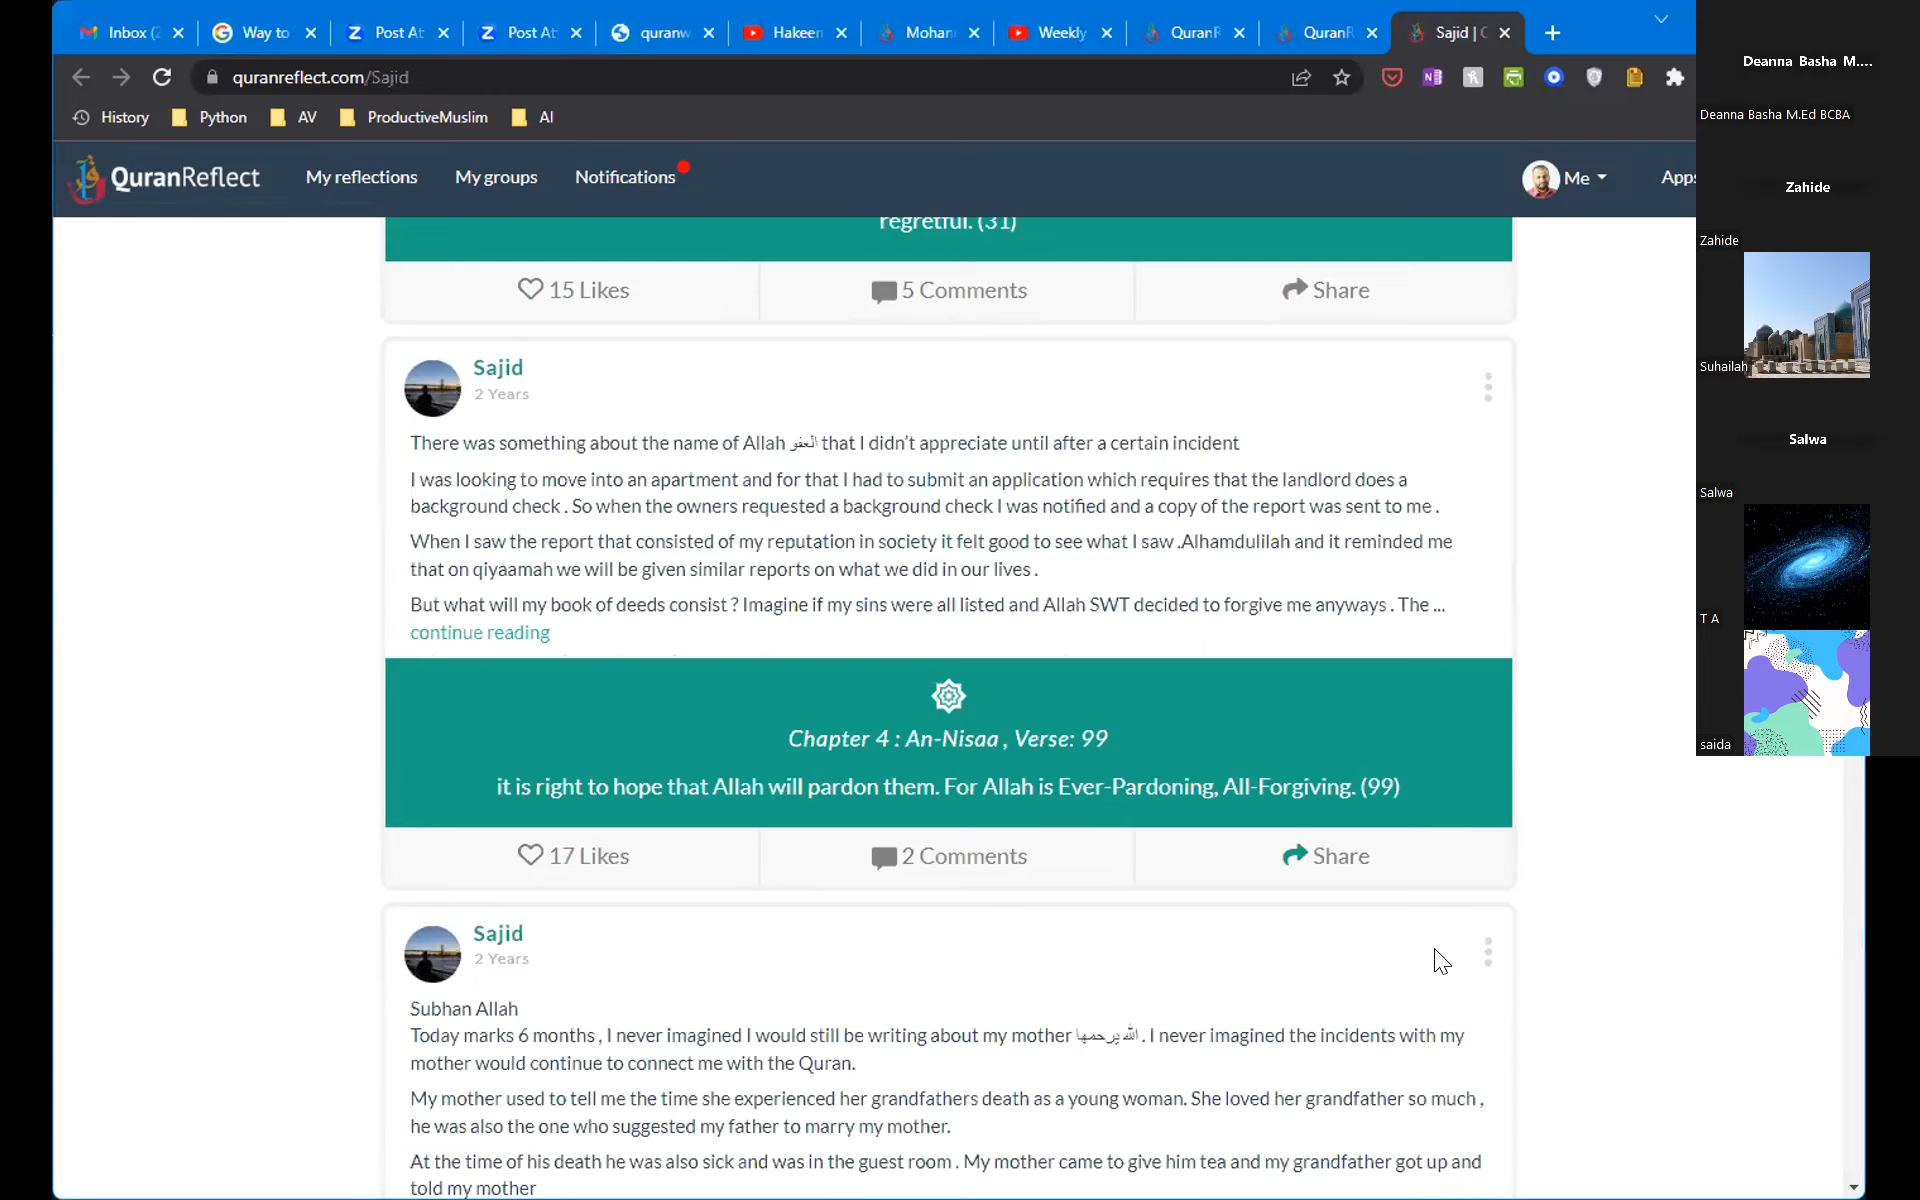 Inbox (2
Way to
Post At
Post At
quranw
Hakeem
Mohan
Weekly
QuranR
QuranR
Sajid |
quranreflect.com/Sajid
History
Python
AV
ProductiveMuslim
AI
QuranReflect
My reflections
My groups
Notifications
Me
Apps
regretful. (31)
15 Likes
5 Comments
Share
Sajid
2 Years
There was something about the name of Allah العفو that I didn't appreciate until after a certain incident
I was looking to move into an apartment and for that I had to submit an application which requires that the landlord does a
background check . So when the owners requested a background check I was notified and a copy of the report was sent to me .
When I saw the report that consisted of my reputation in society it felt good to see what I saw .Alhamdulilah and it reminded me
that on qiyaamah we will be given similar reports on what we did in our lives .
But what will my book of deeds consist ? Imagine if my sins were all listed and Allah SWT decided to forgive me anyways . The ...
continue reading
Chapter 4 : An-Nisaa , Verse: 99
it is right to hope that Allah will pardon them. For Allah is Ever-Pardoning, All-Forgiving. (99)
17 Likes
2 Comments
Share
Sajid
2 Years
Subhan Allah
Today marks 6 months , I never imagined I would still be writing about my mother الله يرحمها . I never imagined the incidents with my
mother would continue to connect me with the Quran.
My mother used to tell me the time she experienced her grandfathers death as a young woman. She loved her grandfather so much ,
he was also the one who suggested my father to marry my mother.
At the time of his death he was also sick and was in the guest room . My mother came to give him tea and my grandfather got up and
told my mother
Deanna Basha M....
Deanna Basha M.Ed BCBA
Zahide
Zahide
Suhailah
Salwa
Salwa
T A
saida